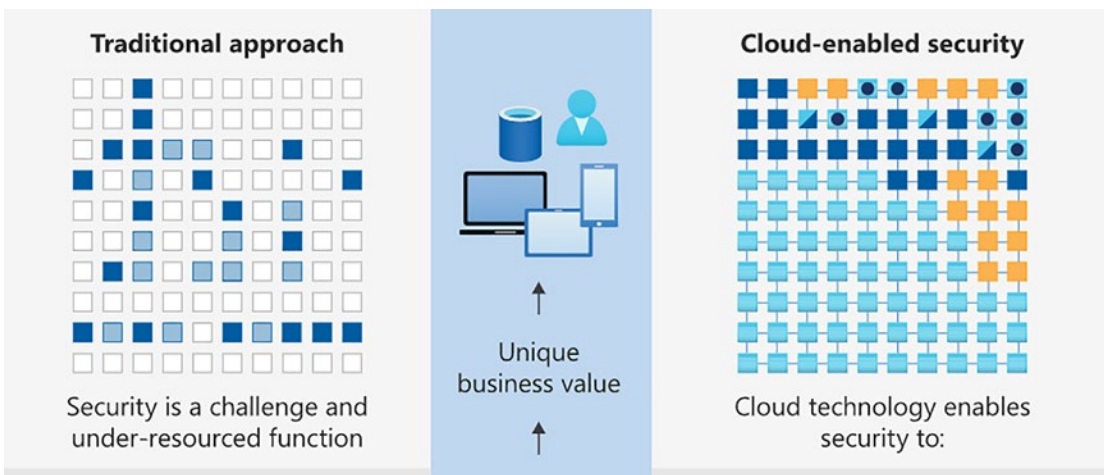 Traditional approach
Security is a challenge and
under-resourced function
Unique
business value
Cloud-enabled security
Cloud technology enables
security to: